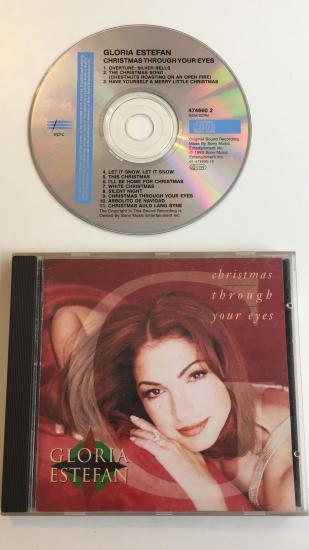 GLORIA ESTEFAN
CHRISTMAS THROUGH YOUR EYES
1. OVERTURE: SILVER BELLS
2. THE CHRISTMAS SONG
(CHESTNUTS ROASTING ON AN OPEN FIRE)
3. HAVE YOURSELF A MERRY LITTLE CHRISTMAS
474660 2
epic
Original Sound Recording
Made By Sony Music
Entertainment Inc.
4. LET IT SNOW, LET IT SNOW
5. THIS CHRISTMAS
6. I'LL BE HOME FOR CHRISTMAS
7. WHITE CHRISTMAS
8. SILENT NIGHT
9. CHRISTMAS THROUGH YOUR EYES
10. ARBOLITO DE NAVIDAD
11. CHRISTMAS AULD LANG SYNE
The Copyright In This Sound Recording is
Owned By Sony Music Entertainment Inc.
christmas
through
your eyes
GLORIA
ESTEFAN